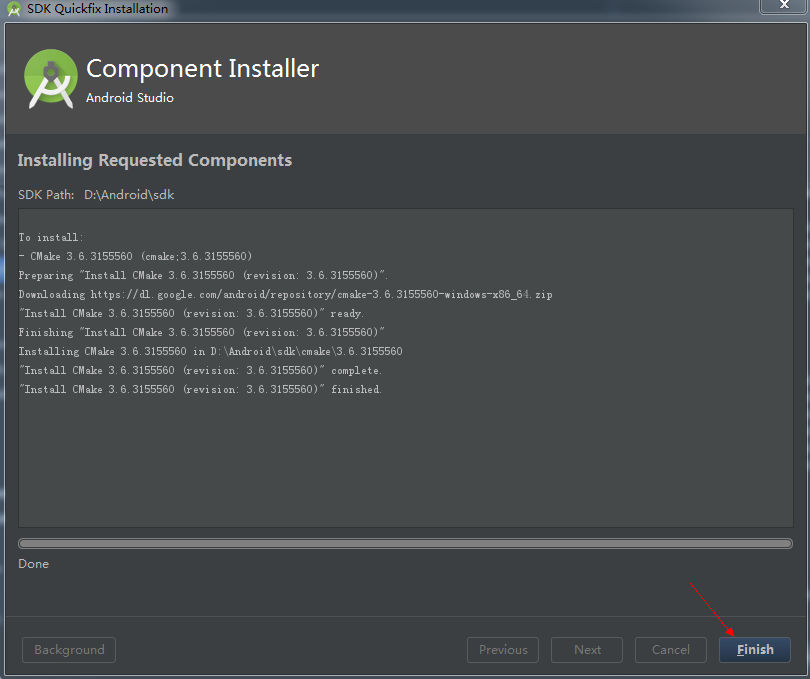 SDK Quickfix Installation
Component Installer
Android Studio
Installing Requested Components
SDK Path: D:\Android\sdk
To install:
- CMake 3.6.3155560 (cmake;3.6.3155560)
Preparing "Install CMake 3.6.3155560 (revision: 3.6.3155560)".
Downloading https://dl.google.com/android/repository/cmake-3.6.3155560-windows-x86_64.zip
"Install CMake 3.6.3155560 (revision: 3.6.3155560)" ready.
Finishing "Install CMake 3.6.3155560 (revision: 3.6.3155560)"
Installing CMake 3.6.3155560 in D:\Android\sdk\cmake\3.6.3155560
"Install CMake 3.6.3155560 (revision: 3.6.3155560)" complete.
"Install CMake 3.6.3155560 (revision: 3.6.3155560)" finished.
Done
Background Previous Next Cancel Finish